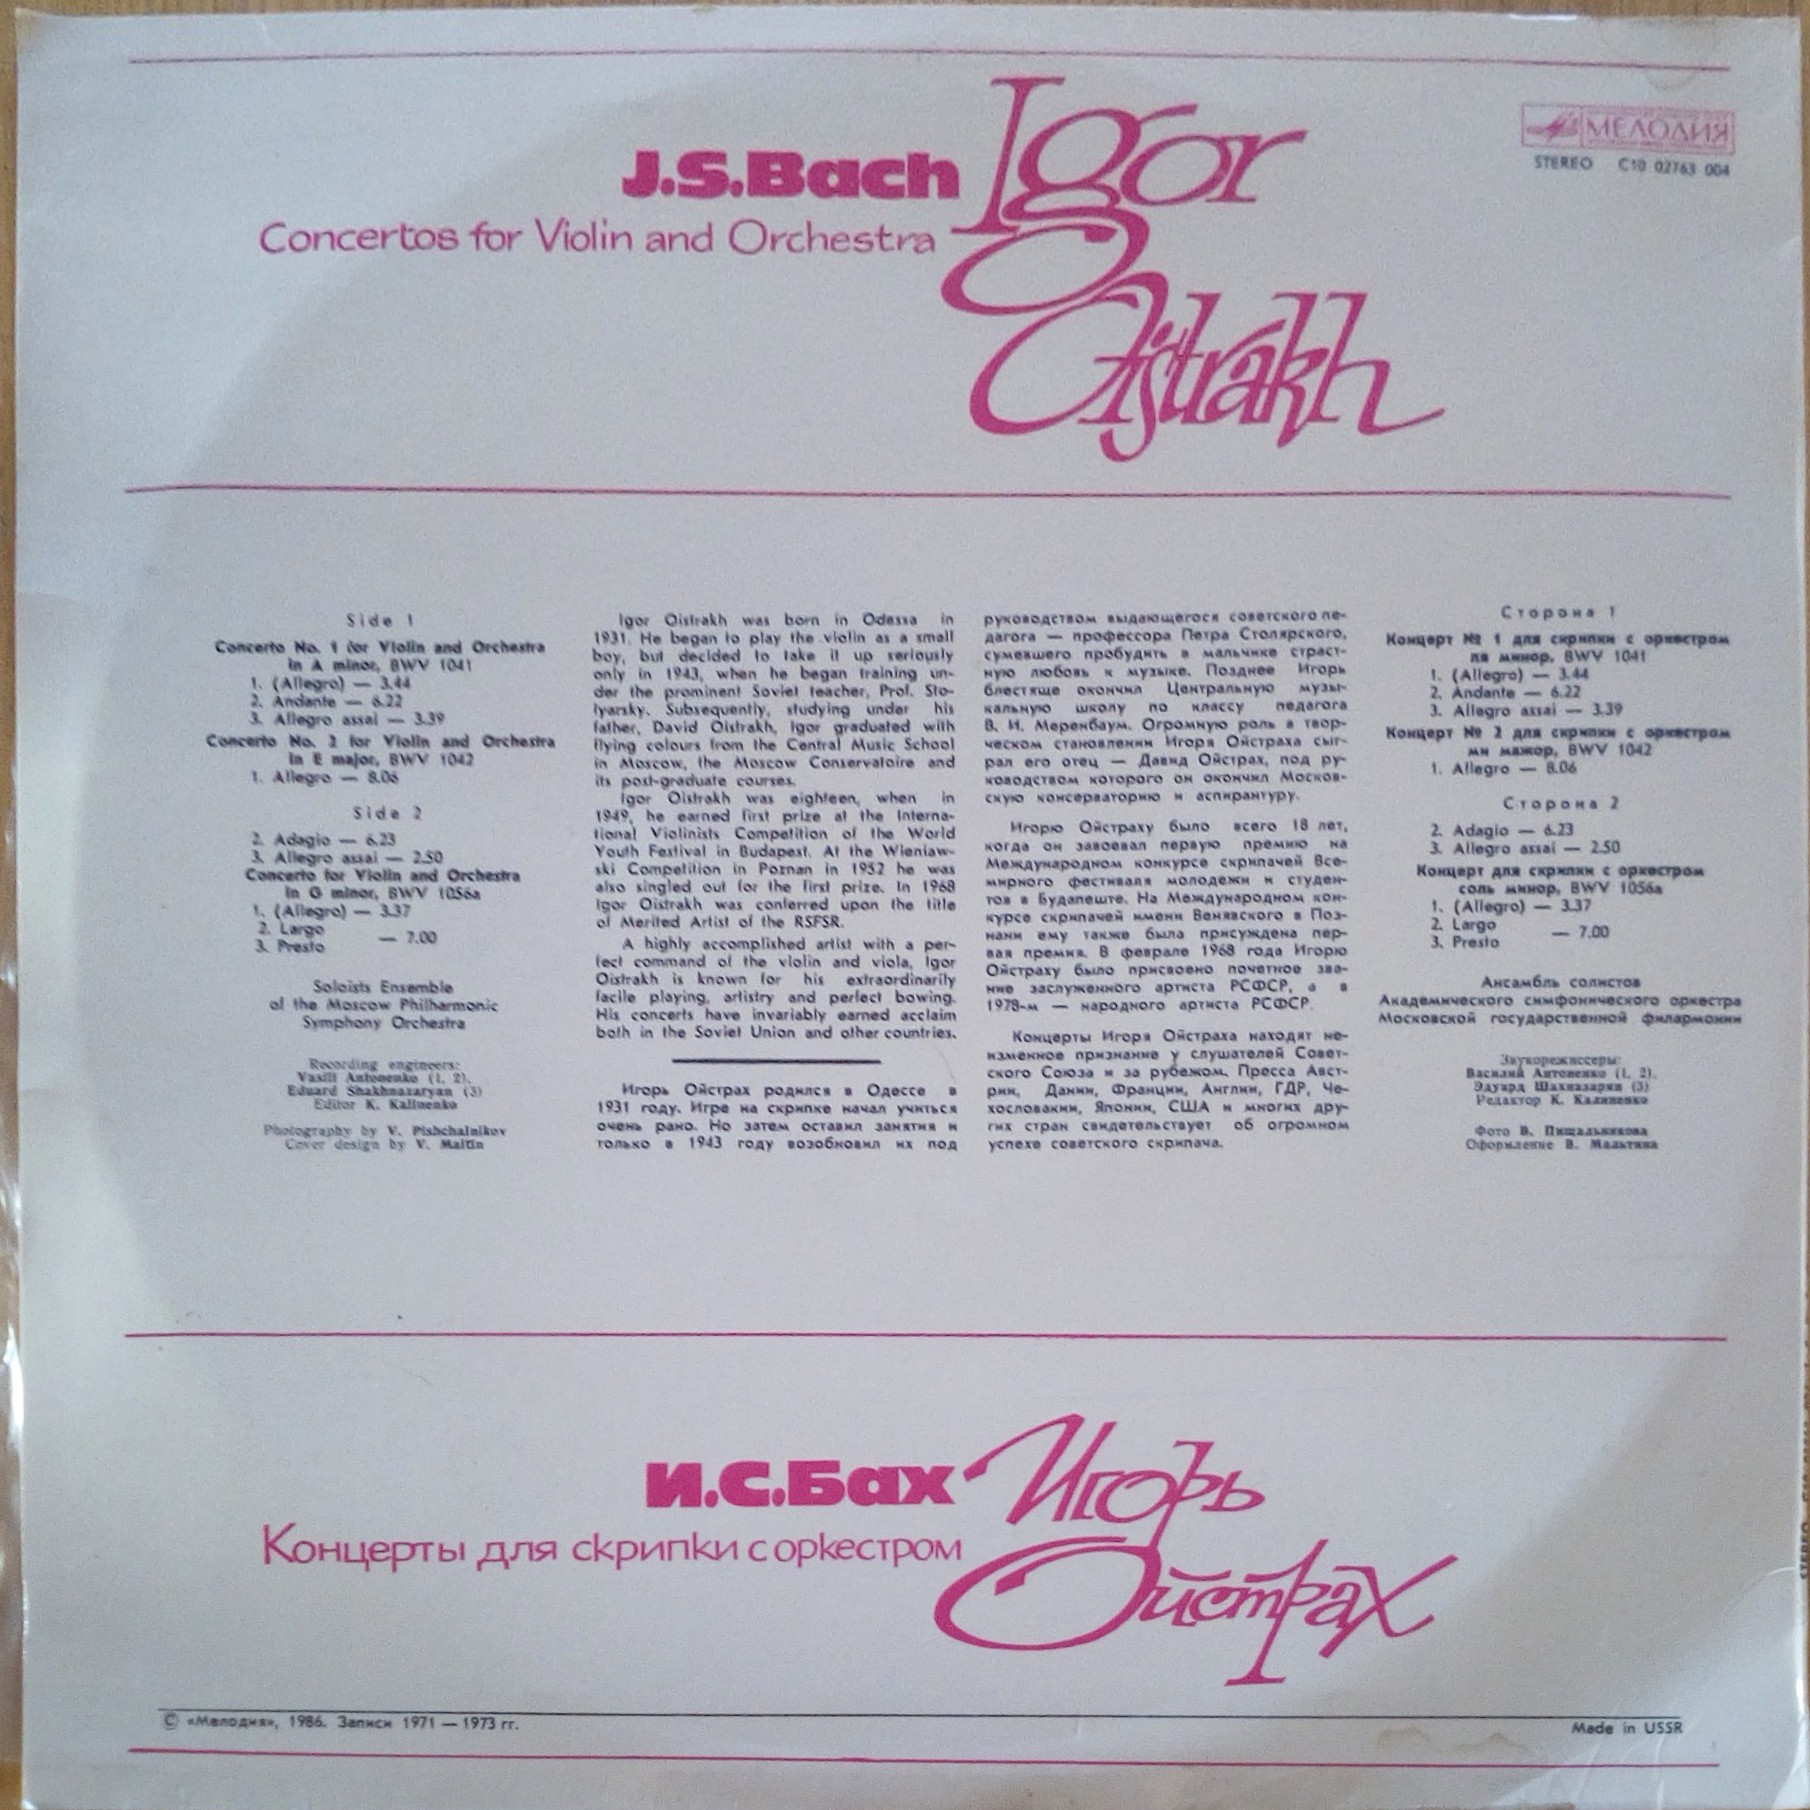 J.S.Bach
Concertos for Violin and Orchestra
Igor
Oistrakh
МЕЛОДИЯ
STEREO C10 02763 004
Side 1
Concerto No. 1 for Violin and Orchestra
in A minor, BWV 1041
1. (Allegro) — 3.44
2. Andante — 6.22
3. Allegro assai — 3.39
Concerto No. 2 for Violin and Orchestra
in E major, BWV 1042
1. Allegro — 8.06
Side 2
2. Adagio — 6.23
3. Allegro assai — 2.50
Concerto for Violin and Orchestra
in G minor, BWV 1056a
1. (Allegro) — 3.37
2. Largo
3. Presto
— 7.00
Soloists Ensemble
of the Moscow Philharmonic
Symphony Orchestra
Recording engineers:
Vasili Antonenko (1, 2),
Eduard Shakhnazaryan (3)
Editor K. Kalinenko
Photography by V. Pishchalnikov
Cover design by V. Maltin
Igor Oistrakh was born in Odessa in
1931. He began to play the violin as a small
boy, but decided to take it up seriously
only in 1943, when he began training un-
der the prominent Soviet teacher, Prof. Sto-
lyarsky. Subsequently, studying under his
father, David Oistrakh, Igor graduated with
flying colours from the Central Music School
in Moscow, the Moscow Conservatoire and
its post-graduate courses.
Igor Oistrakh was eighteen, when in
1949, he earned first prize at the Interna-
tional Violinists Competition of the World
Youth Festival in Budapest. At the Wieniaw-
ski Competition in Poznan in 1952 he was
also singled out for the first prize. In 1968
Igor Oistrakh was conferred upon the title
of Merited Artist of the RSFSR.
A highly accomplished artist with a per-
fect command of the violin and viola, Igor
Oistrakh is known for his extraordinarily
facile playing, artistry and perfect bowing.
His concerts have invariably earned acclaim
both in the Soviet Union and other countries.
Игорь Ойстрах родился в Одессе в
1931 году. Игре на скрипке начал учиться
очень рано. Но затем оставил занятия и
только в 1943 году возобновил их под
руководством выдающегося советского пе-
дагога — профессора Петра Столярского,
сумевшего пробудить в мальчике страст-
ную любовь к музыке. Позднее Игорь
блестяще окончил Центральную музы-
кальную школу по классу педагога
В. И. Меренбаум. Огромную роль в твор-
ческом становлении Игоря Ойстраха сыг-
рал его отец — Давид Ойстрах, под ру-
ководством которого он окончил Москов-
скую консерваторию и аспирантуру.
Игорю Ойстраху было всего 18 лет,
когда он завоевал первую премию на
Международном конкурсе скрипачей Все-
мирного фестиваля молодежи и студен-
тов в Будапеште. На Международном кон-
курсе скрипачей имени Венявского в Поз-
нани ему также была присуждена пер-
вая премия. В феврале 1968 года Игорю
Ойстраху было присвоено почетное зва-
ние заслуженного артиста РСФСР, а в
1978-м — народного артиста РСФСР.
Концерты Игоря Ойстраха находят не-
изменное признание у слушателей Совет-
ского Союза и за рубежом. Пресса Авст-
рии, Дании, Франции, Англии, ГДР, Че-
хословакии, Японии, США и многих дру-
гих стран свидетельствует об огромном
успехе советского скрипача.
Сторона 1
Концерт № 1 для скрипки с оркестром
ля минор, BWV 1041
1. (Allegro) — 3.44
2. Andante — 6.22
3. Allegro assai — 3.39
Концерт № 2 для скрипки с оркестром
ми мажор, BWV 1042
1. Allegro — 8.06
Сторона 2
2. Adagio — 6.23
3. Allegro assai — 2.50
Концерт для скрипки с оркестром
соль минор, BWV 1056a
1. (Allegro) — 3.37
2. Largo
3. Presto
— 7.00
Ансамбль солистов
Академического симфонического оркестра
Московской государственной филармонии
Звукорежиссеры:
Василий Антоненко (1, 2),
Эдуард Шахназарян (3)
Редактор К. Калиненко
Фото В. Пищальникова
Оформление В. Мальтина
И.С.Бах
Концерты для скрипки с оркестром
Игорь
Ойстрах
© «Мелодия», 1986. Записи 1971 — 1973 гг.
Made in USSR